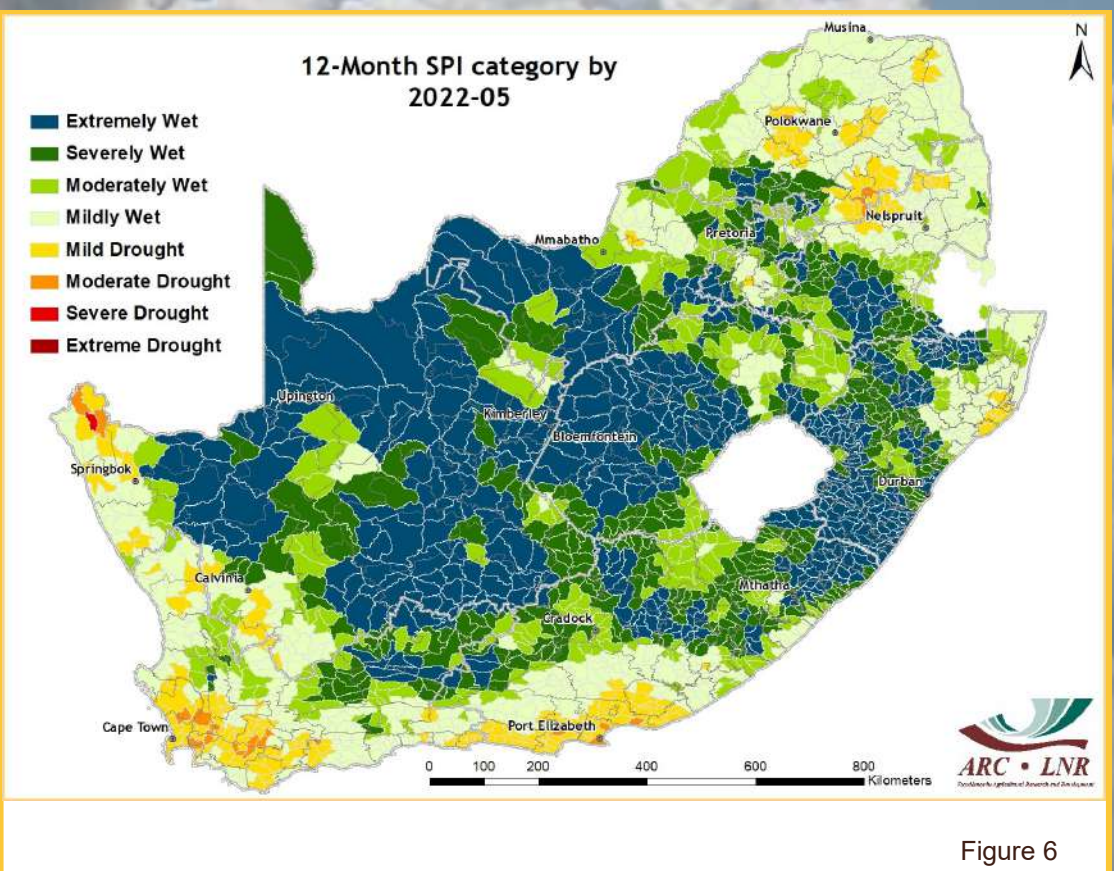 12-Month SPI category by
2022-05
N
Extremely Wet
Severely Wet
Moderately Wet
Mildly Wet
Mild Drought
Moderate Drought
Severe Drought
Extreme Drought
Musina
Polokwane
Nelspruit
Pretoria
Mmabatho
Upington
Kimberley
Bloemfontein
Springbok
Durban
Calvinia
Mthatha
Cradock
Cape Town
Port Elizabeth
0 100 200 400 600 800
Kilometers
ARC • LNR
Figure 6